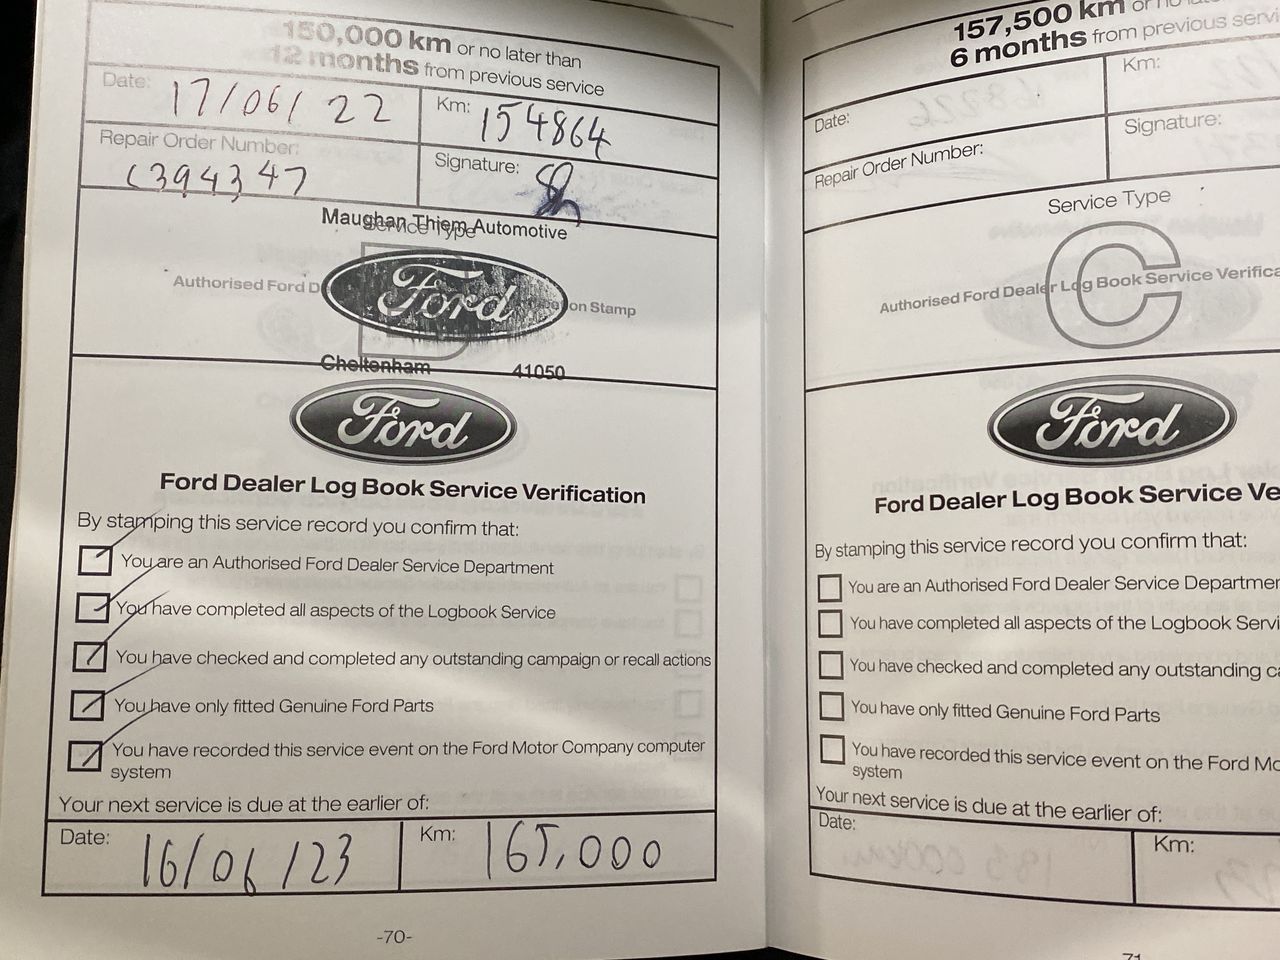 150,000 km or no later than
12 months from previous service
Date: 17/06/22
Km: 154864
Repair Order Number: C394347
Signature:
Maughan Thiem Automotive
Service Type
Authorised Ford D
Ford
on Stamp
Cheltenham 41050
Ford
Ford Dealer Log Book Service Verification
By stamping this service record you confirm that:
You are an Authorised Ford Dealer Service Department
You have completed all aspects of the Logbook Service
You have checked and completed any outstanding campaign or recall actions
You have only fitted Genuine Ford Parts
You have recorded this service event on the Ford Motor Company computer
system
Your next service is due at the earlier of:
Date: 16/06/23
Km: 165,000
-70-
157,500 km or no la
6 months from previous servi
Date:
Km:
Repair Order Number:
Signature:
Service Type
C
Authorised Ford Dealer Log Book Service Verifica
Ford
Ford Dealer Log Book Service Ve
By stamping this service record you confirm that:
You are an Authorised Ford Dealer Service Departmen
You have completed all aspects of the Logbook Servi
You have checked and completed any outstanding ca
You have only fitted Genuine Ford Parts
You have recorded this service event on the Ford Mo
system
Your next service is due at the earlier of:
Date:
Km:
71